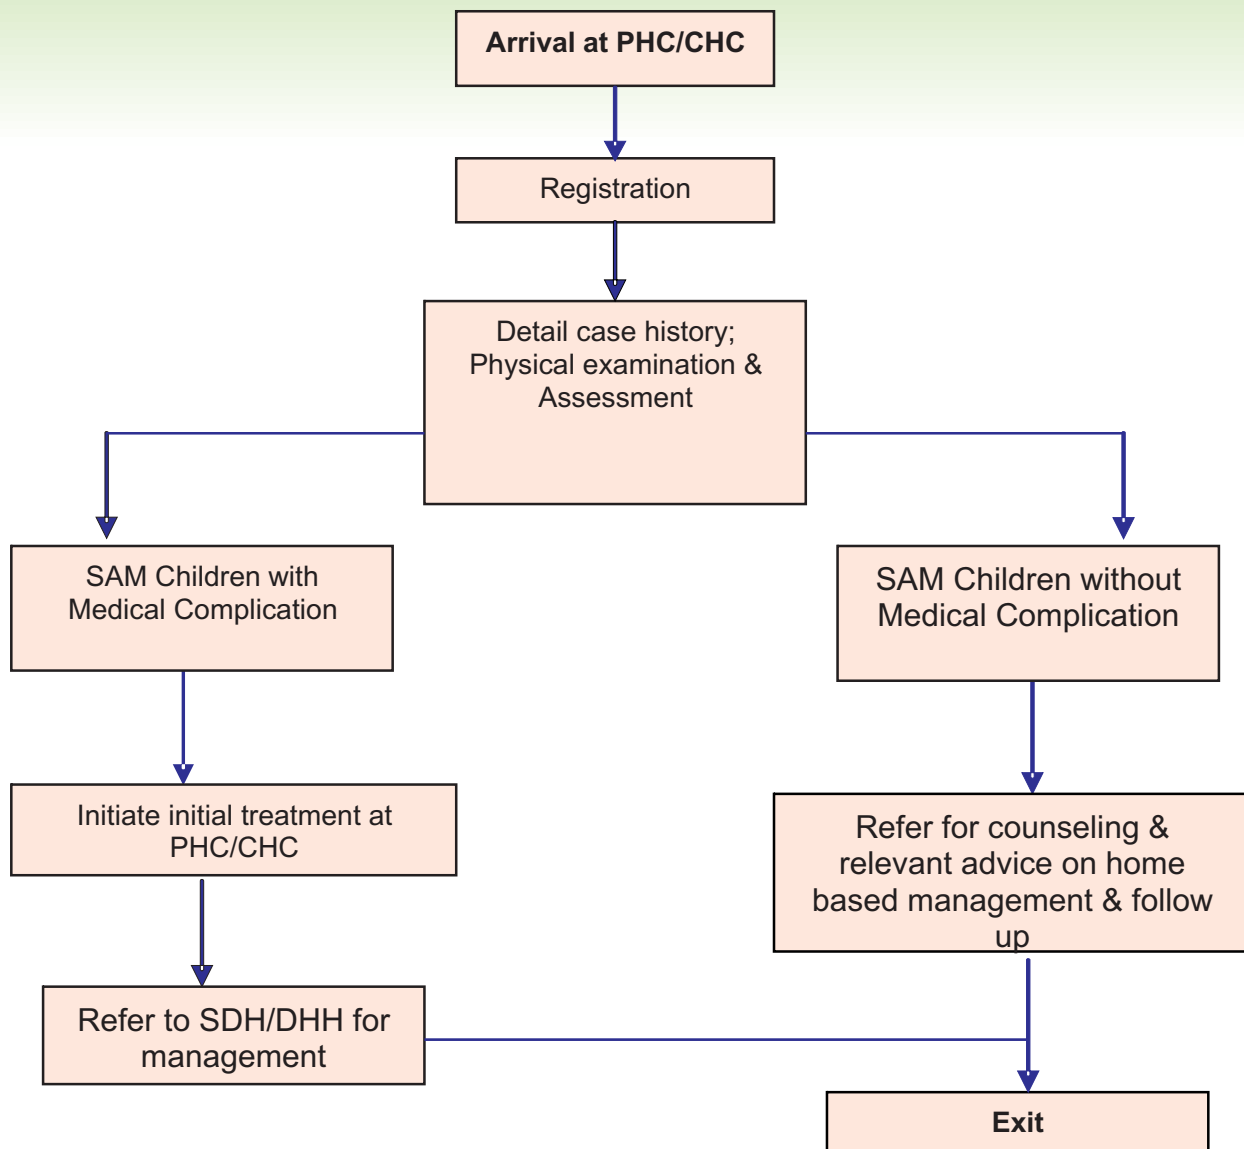 Arrival at PHC/CHC
Registration
Detail case history;
Physical examination &
Assessment
SAM Children with
Medical Complication
SAM Children without
Medical Complication
Initiate initial treatment at
PHC/CHC
Refer for counseling &
relevant advice on home
based management & follow
up
Refer to SDH/DHH for
management
Exit